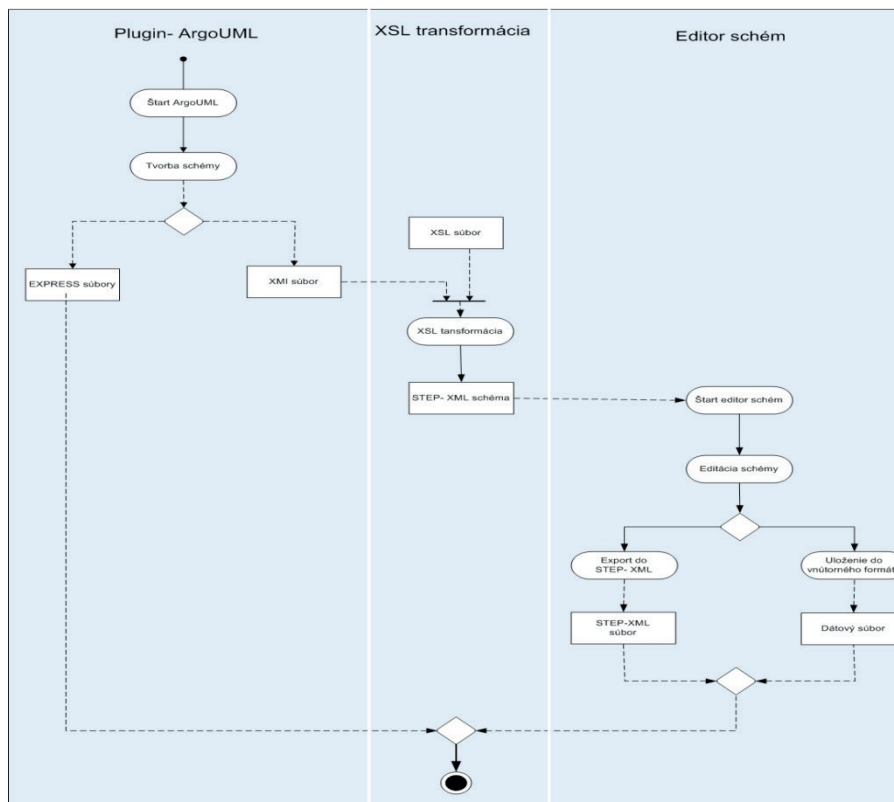 Plugin- ArgoUML
XSL transformácia
Editor schém
Štart ArgoUML
Tvorba schémy
XSL súbor
EXPRESS súbory
XMI súbor
XSL tansformácia
STEP- XML schéma
Štart editor schém
Editácia schémy
Export do
STEP- XML
Uloženie do
vnútorného formát
STEP-XML
súbor
Dátový súbor